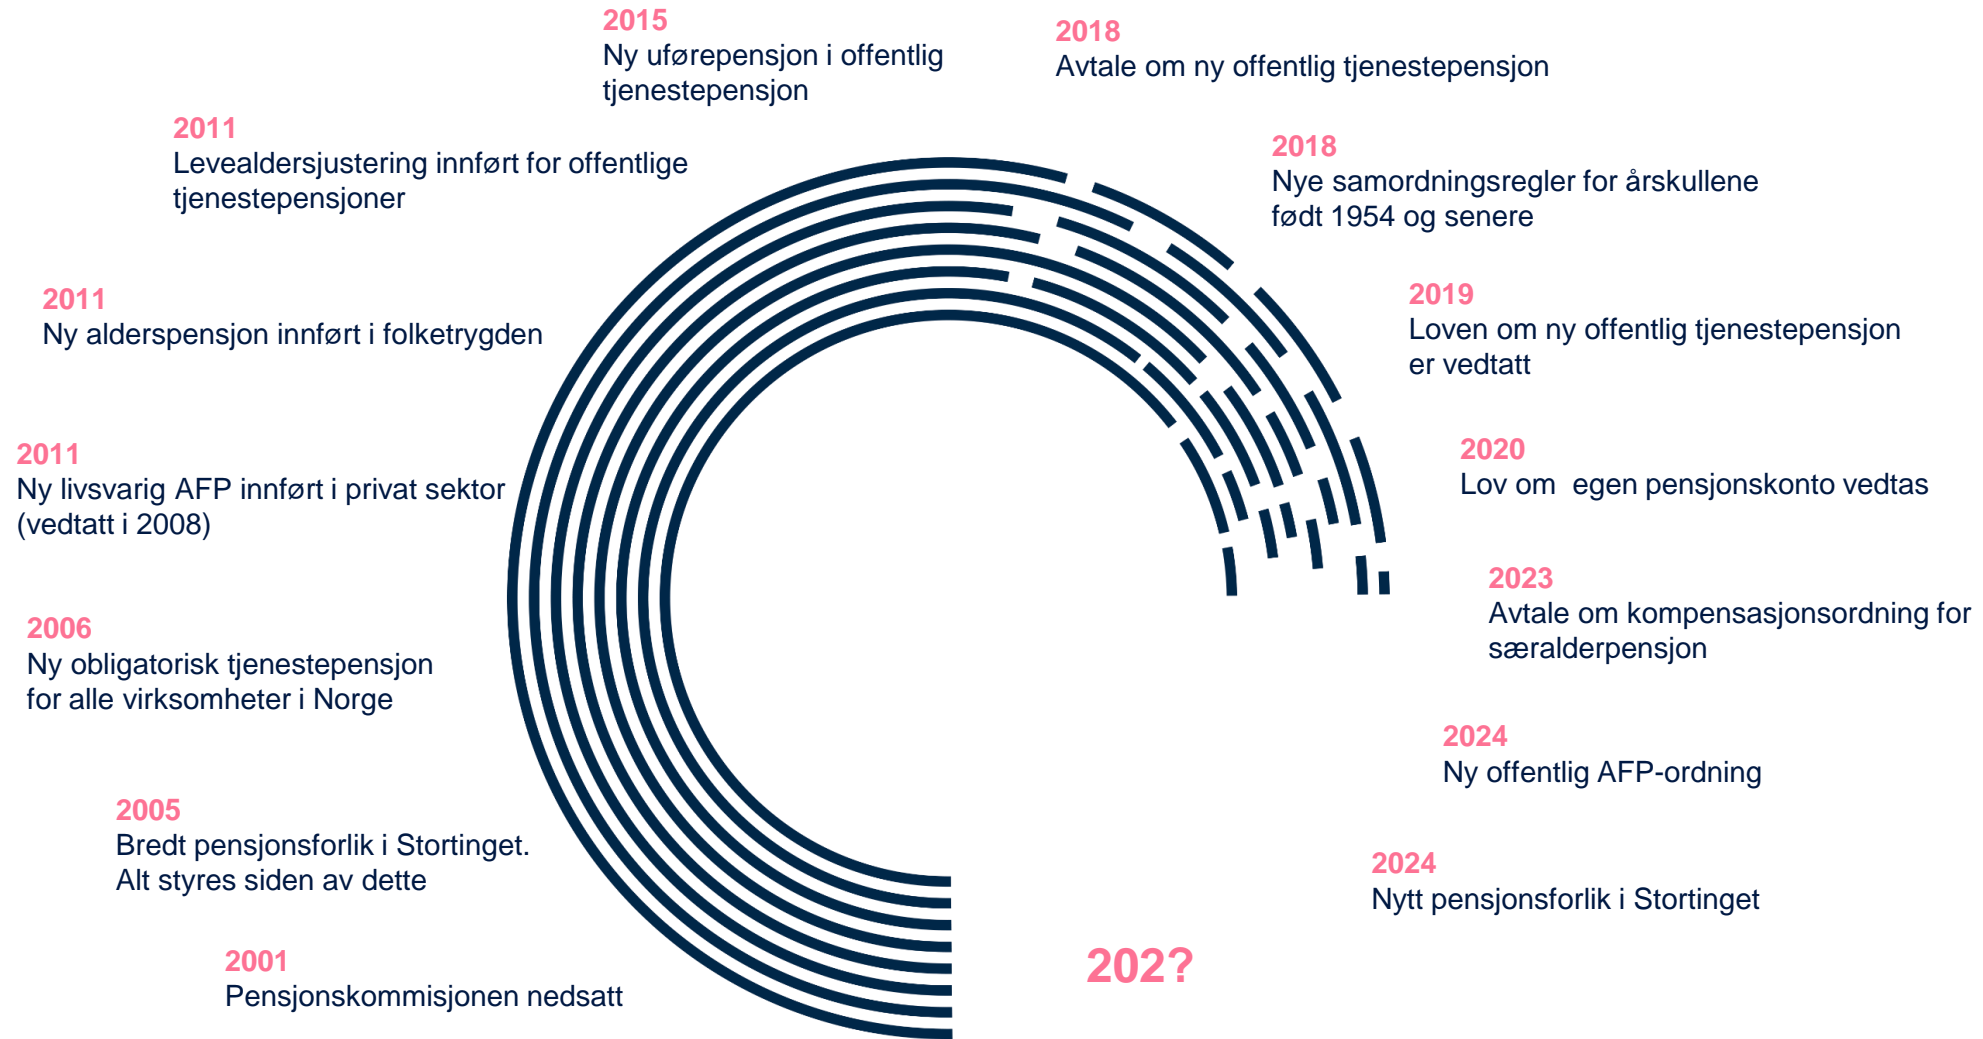 2001
Pensjonskommisjonen nedsatt
2005
Bredt pensjonsforlik i Stortinget.
Alt styres siden av dette
2006
Ny obligatorisk tjenestepensjon
for alle virksomheter i Norge
2011
Ny livsvarig AFP innført i privat sektor
(vedtatt i 2008)
2011
Ny alderspensjon innført i folketrygden
2011
Levealdersjustering innført for offentlige
tjenestepensjoner
2015
Ny uførepensjon i offentlig
tjenestepensjon
2018
Avtale om ny offentlig tjenestepensjon
2018
Nye samordningsregler for årskullene
født 1954 og senere
2019
Loven om ny offentlig tjenestepensjon
er vedtatt
2020
Lov om  egen pensjonskonto vedtas
2023
Avtale om kompensasjonsordning for
særalderpensjon
2024
Ny offentlig AFP-ordning
2024
Nytt pensjonsforlik i Stortinget
202?